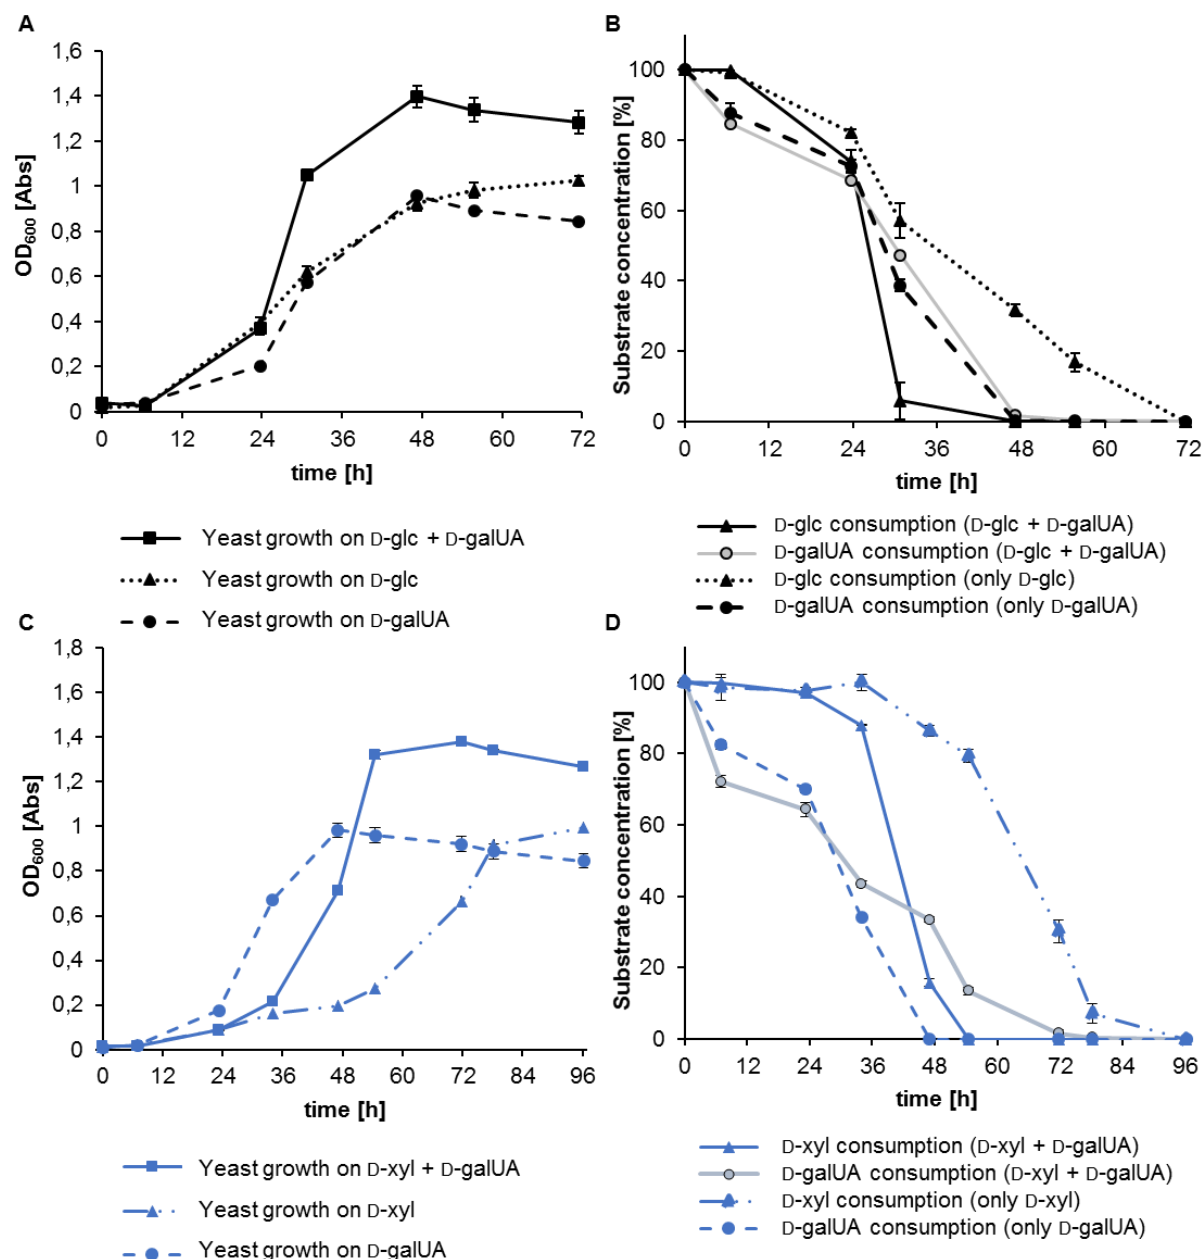 A
B
1,6
1,4
1,2
1
0,8
0,6
0,4
0,2
0
OD600 [Abs]
0 12 24 36 48 60 72
time [h]
100
80
60
40
20
0
Substrate concentration [%]
0 12 24 36 48 60 72
time [h]
Yeast growth on D-glc + D-galUA
Yeast growth on D-glc
Yeast growth on D-galUA
D-glc consumption (D-glc + D-galUA)
D-galUA consumption (D-glc + D-galUA)
D-glc consumption (only D-glc)
D-galUA consumption (only D-galUA)
C
D
1,8
1,6
1,4
1,2
1
0,8
0,6
0,4
0,2
0
OD600 [Abs]
0 12 24 36 48 60 72 84 96
time [h]
100
80
60
40
20
0
Substrate concentration [%]
0 12 24 36 48 60 72 84 96
time [h]
Yeast growth on D-xyl + D-galUA
Yeast growth on D-xyl
Yeast growth on D-galUA
D-xyl consumption (D-xyl + D-galUA)
D-galUA consumption (D-xyl + D-galUA)
D-xyl consumption (only D-xyl)
D-galUA consumption (only D-galUA)